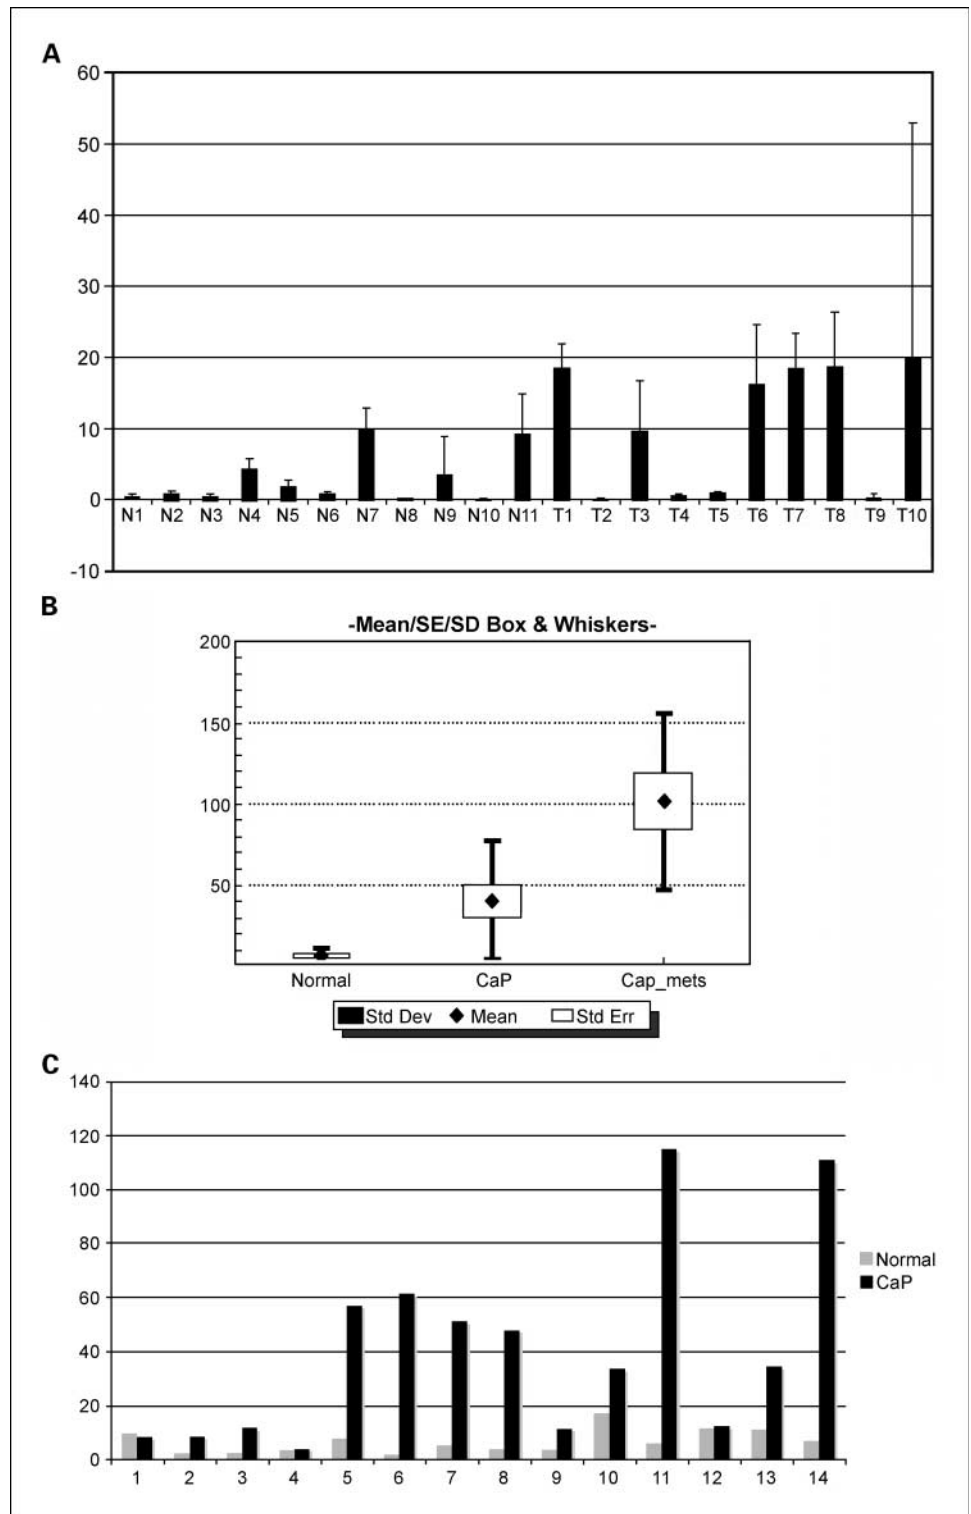 A
60
50
40
30
20
10
0
N1 N2 N3 N4 N5 N6 N7 N8 N9 N10 N11 T1 T2 T3 T4 T5 T6 T7 T8 T9 T10
-10
B
-Mean/SE/SD Box & Whiskers-
200
150
100
50
Normal CaP Cap_mets
Std Dev Mean Std Err
C
140
120
100
80
60
40
20
0
1 2 3 4 5 6 7 8 9 10 11 12 13 14
Normal
CaP